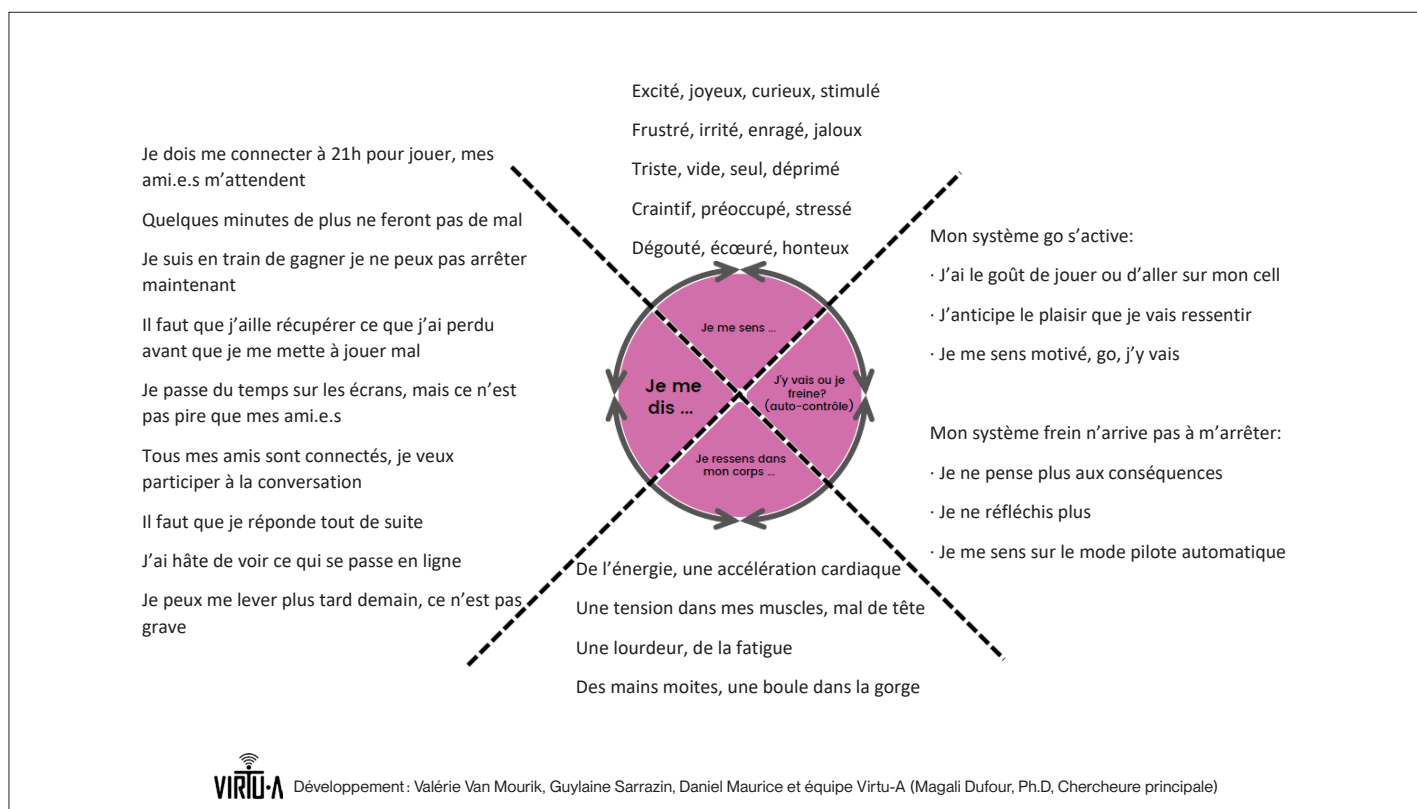 Excité, joyeux, curieux, stimulé
Frustré, irrité, enragé, jaloux
Triste, vide, seul, déprimé
Craintif, préoccupé, stressé
Dégouté, écœuré, honteux
Je dois me connecter à 21h pour jouer, mes
ami.e.s m’attendent
Quelques minutes de plus ne feront pas de mal
Je suis en train de gagner je ne peux pas arrêter
maintenant
Il faut que j’aille récupérer ce que j’ai perdu
avant que je me mette à jouer mal
Je passe du temps sur les écrans, mais ce n’est
pas pire que mes ami.e.s
Tous mes amis sont connectés, je veux
participer à la conversation
Il faut que je réponde tout de suite
J’ai hâte de voir ce qui se passe en ligne
Je peux me lever plus tard demain, ce n’est pas
grave
Je me sens ...
Je me
dis ...
J'y vais ou je
freine?
(auto-contrôle)
Je ressens dans
mon corps ...
Mon système go s’active:
· J’ai le goût de jouer ou d’aller sur mon cell
· J’anticipe le plaisir que je vais ressentir
· Je me sens motivé, go, j’y vais
Mon système frein n’arrive pas à m’arrêter:
· Je ne pense plus aux conséquences
· Je ne réfléchis plus
· Je me sens sur le mode pilote automatique
De l’énergie, une accélération cardiaque
Une tension dans mes muscles, mal de tête
Une lourdeur, de la fatigue
Des mains moites, une boule dans la gorge
VIRTU·A Développement : Valérie Van Mourik, Guylaine Sarrazin, Daniel Maurice et équipe Virtu-A (Magali Dufour, Ph.D, Chercheure principale)